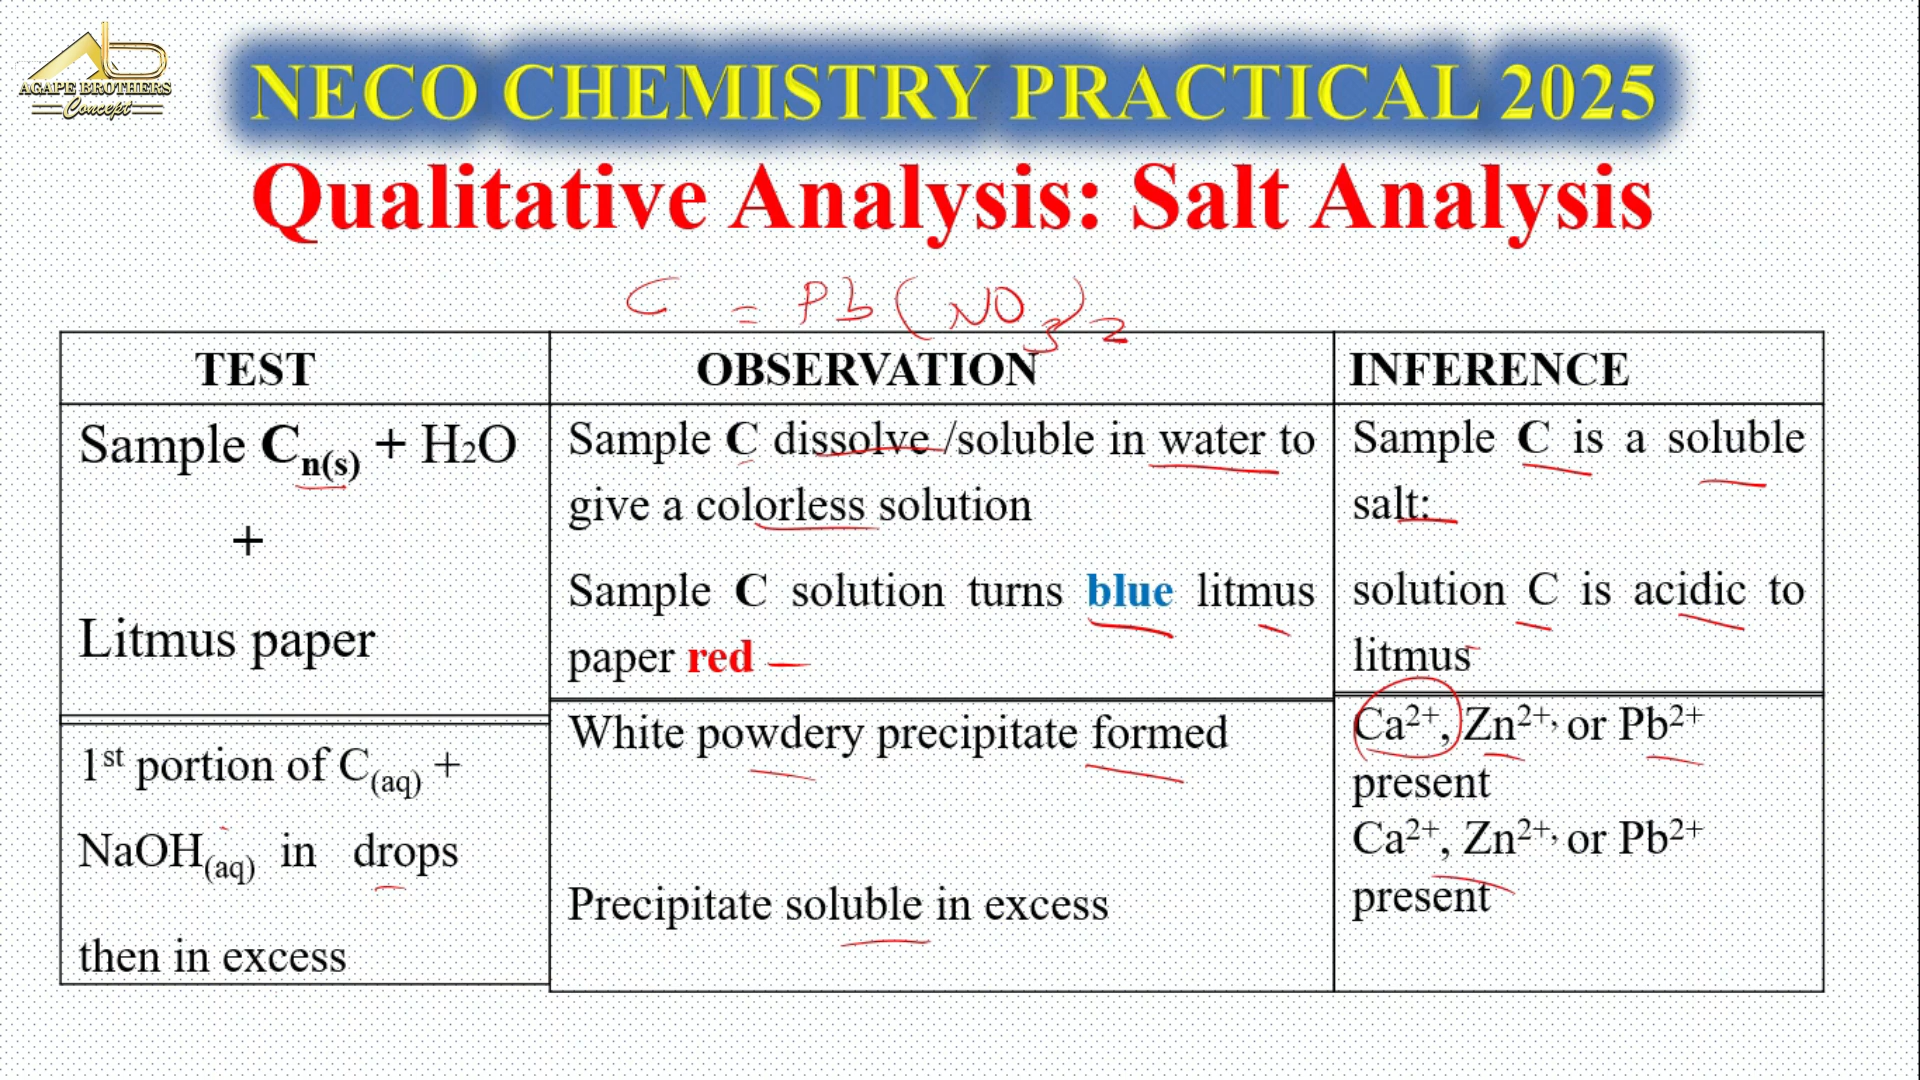 AGAPE BROTHERS
Concept
NECO CHEMISTRY PRACTICAL 2025
Qualitative Analysis: Salt Analysis
C = Pb(NO3)2
TEST
OBSERVATION
INFERENCE
Sample Cn(s) + H2O
+
Litmus paper
Sample C dissolve /soluble in water to
give a colorless solution
Sample C solution turns blue litmus
paper red
Sample C is a soluble
salt:
solution C is acidic to
litmus
1st portion of C(aq) +
NaOH(aq) in drops
then in excess
White powdery precipitate formed
Precipitate soluble in excess
Ca²⁺, Zn²⁺, or Pb²⁺
present
Ca²⁺, Zn²⁺, or Pb²⁺
present